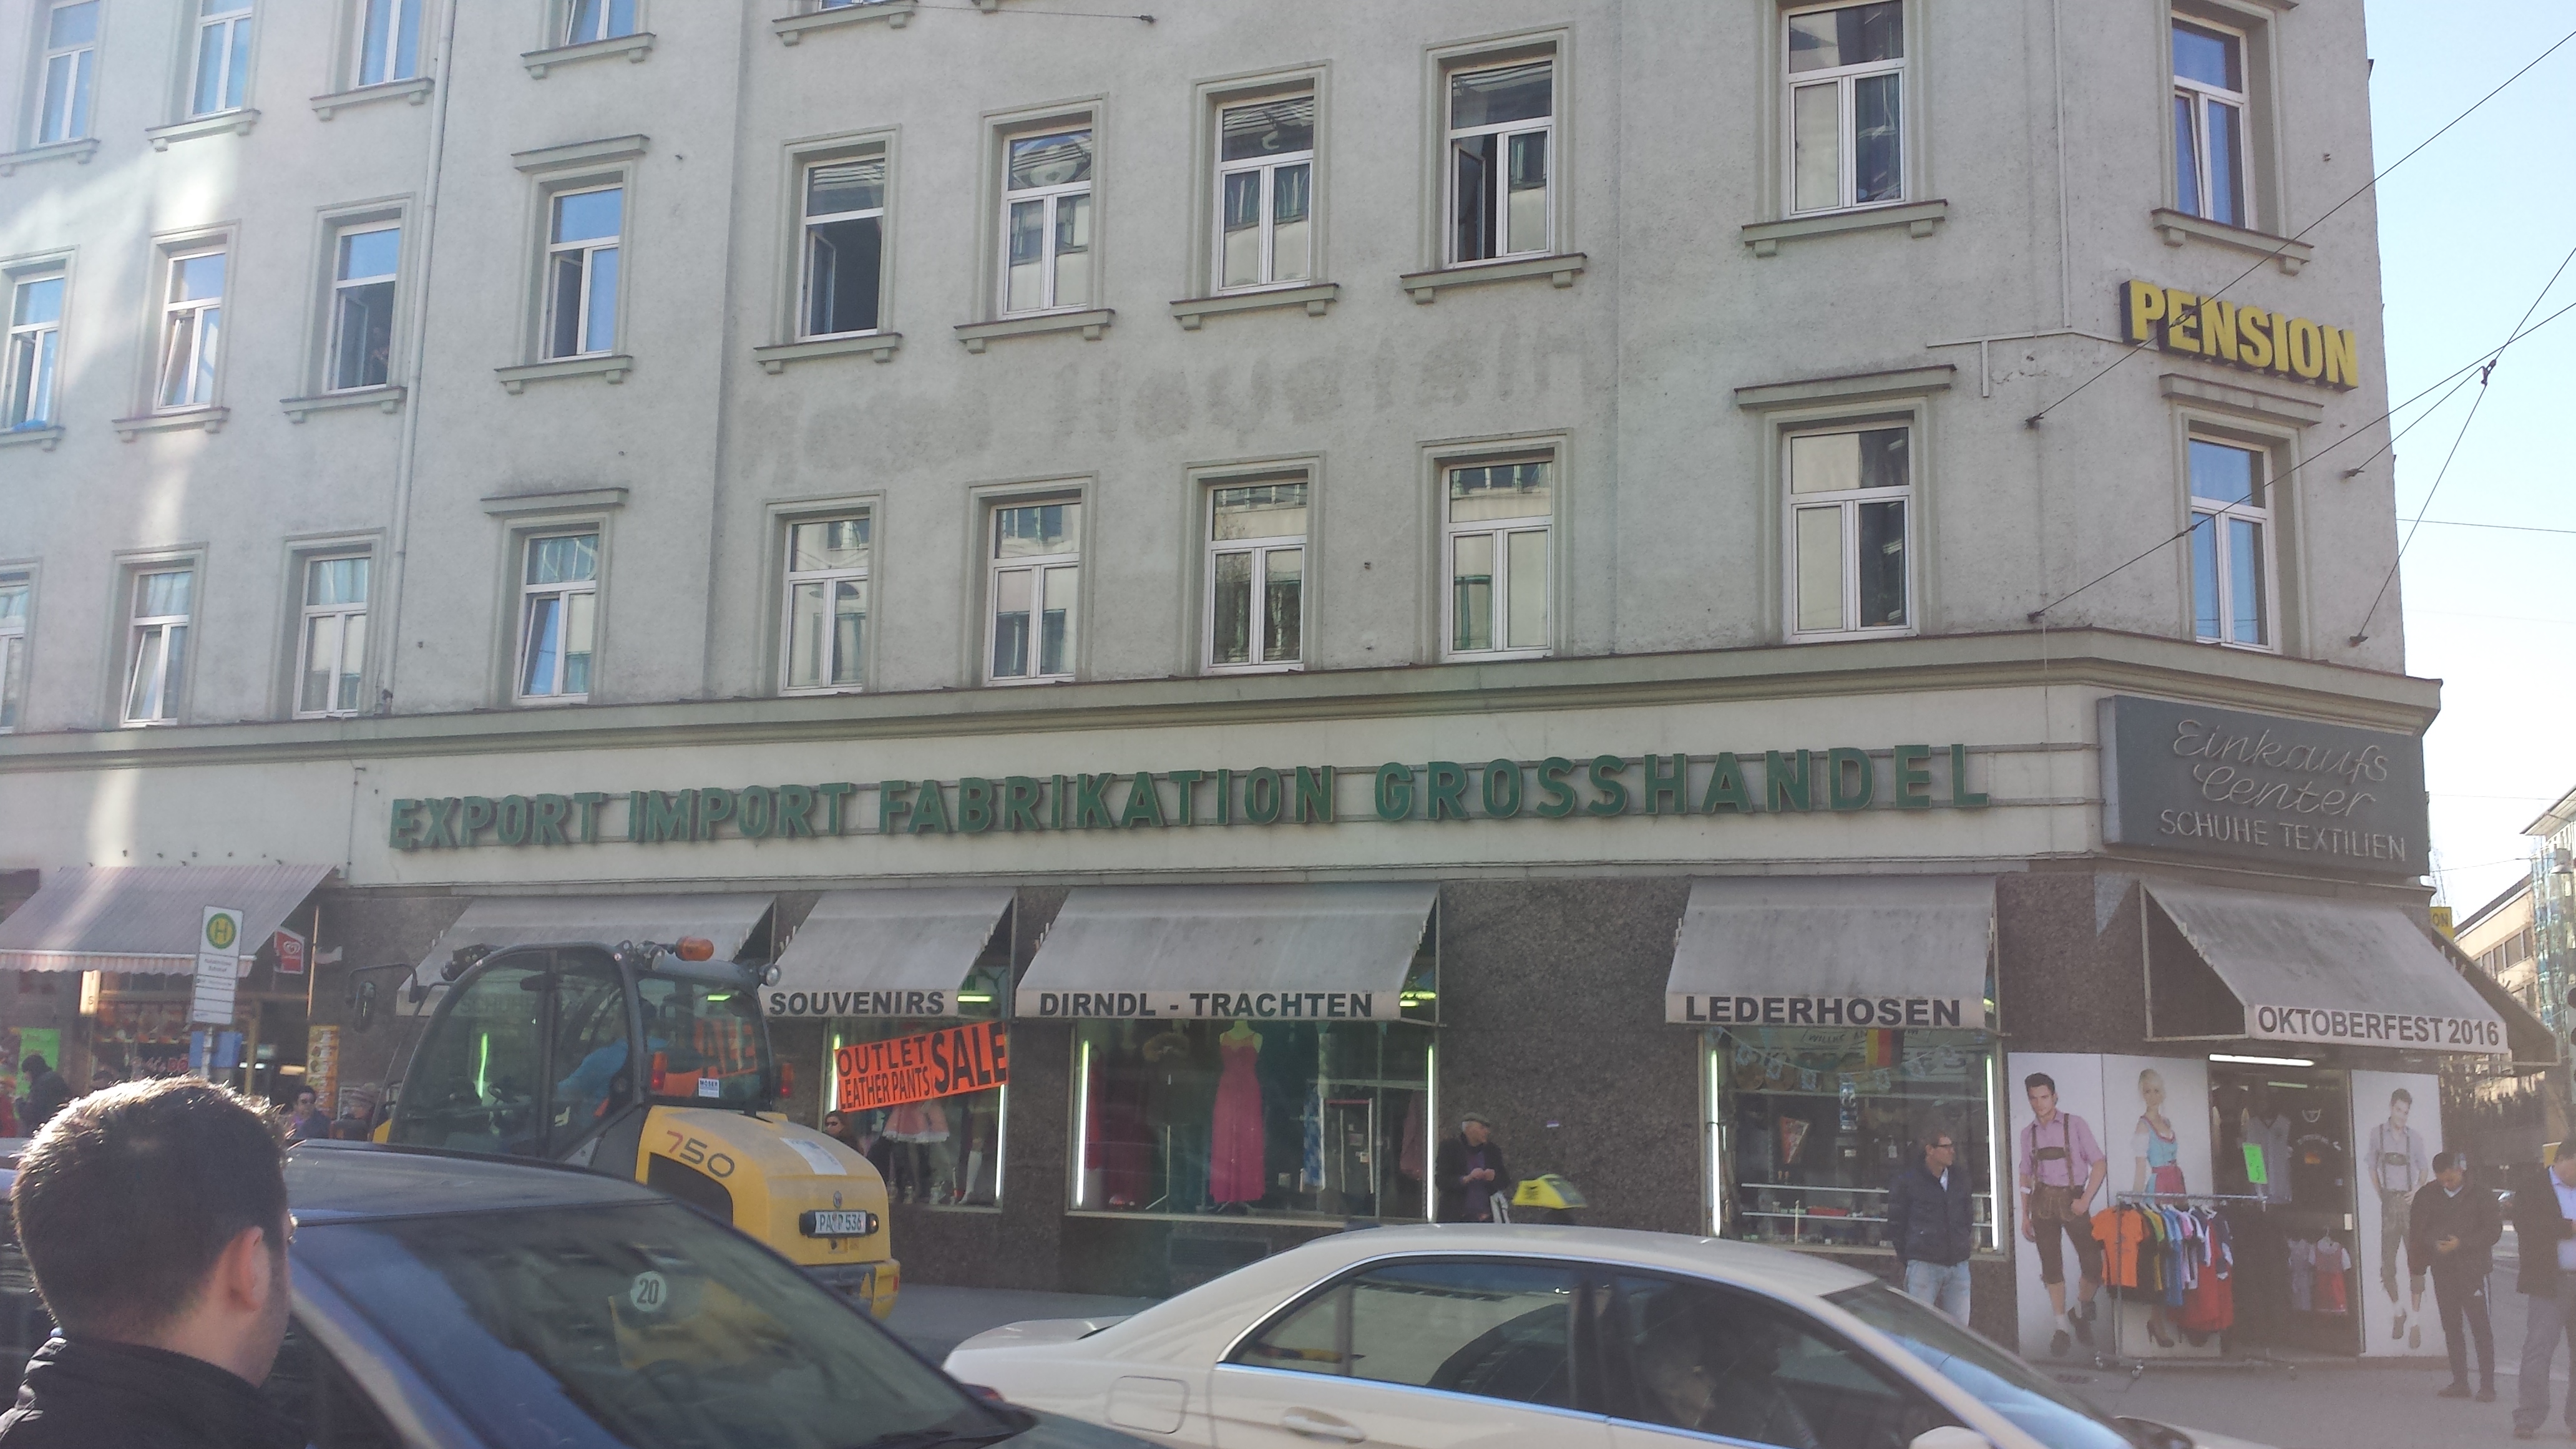 PENSION
EXPORT IMPORT FABRIKATION GROSSHANDEL
Einkaufs
Center
SCHUHE TEXTILIEN
H
SOUVENIRS
DIRNDL - TRACHTEN
LEDERHOSEN
OKTOBERFEST 2016
OUTLET
LEATHER PANTS
SALE
750
20